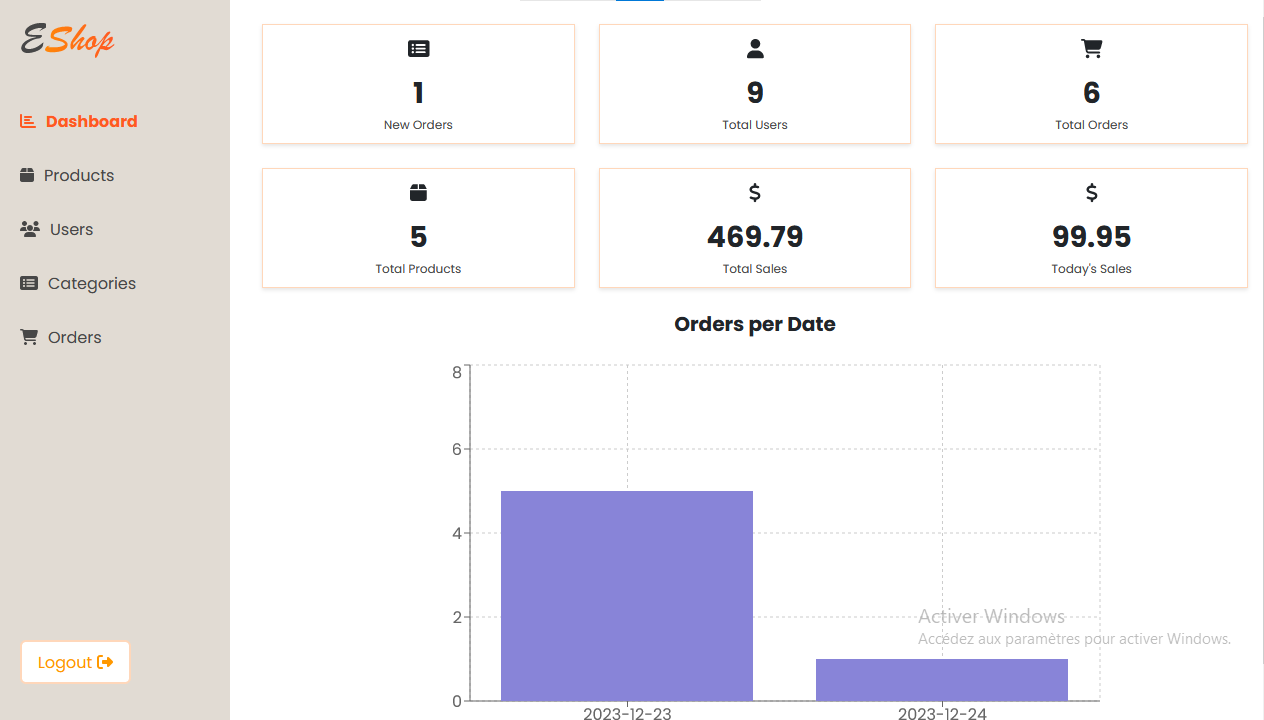 EShop
Dashboard
Products
Users
Categories
Orders
Logout
1
New Orders
9
Total Users
6
Total Orders
5
Total Products
$
469.79
Total Sales
$
99.95
Today's Sales
Orders per Date
8
6
4
2
0
2023-12-23
2023-12-24
Activer Windows
Accédez aux paramètres pour activer Windows.